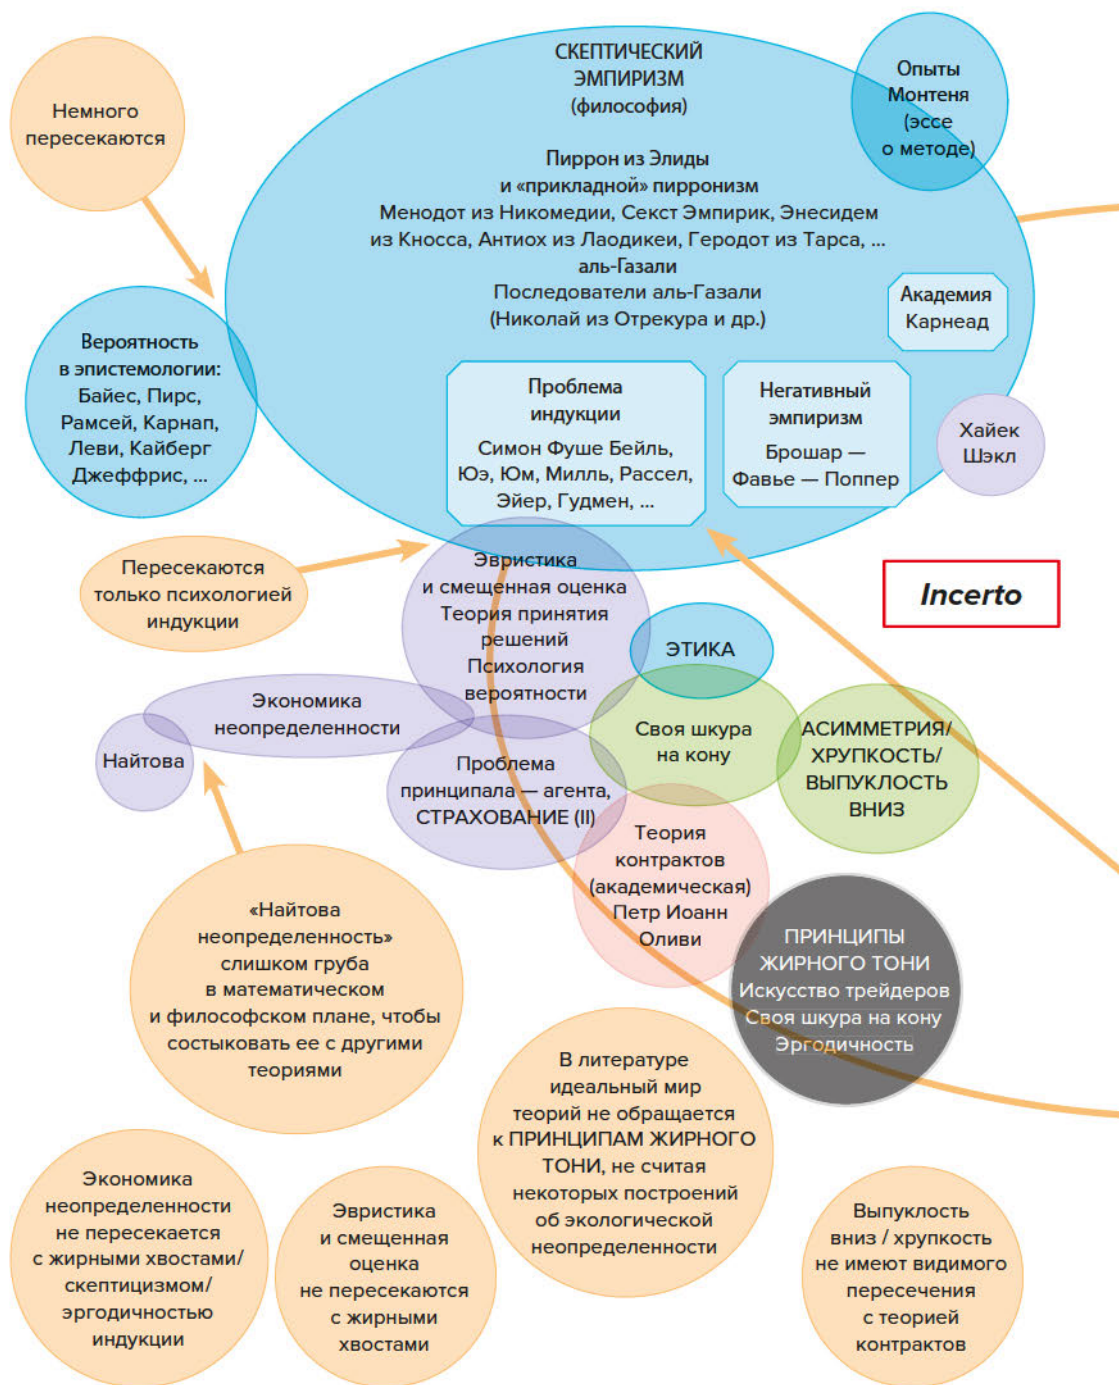 Немного
пересекаются
СКЕПТИЧЕСКИЙ
ЭМПИРИЗМ
(философия)
Опыты
Монтеня
(эссе
о методе)
Пиррон из Элиды
и «прикладной» пирронизм
Менодот из Никомедии, Секст Эмпирик, Энесидем
из Кносса, Антиох из Лаодикеи, Геродот из Тарса, ...
аль-Газали
Последователи аль-Газали
(Николай из Отрекура и др.)
Академия
Карнеад
Вероятность
в эпистемологии:
Байес, Пирс,
Рамсей, Карнап,
Леви, Кайберг
Джеффрис, ...
Проблема
индукции
Симон Фуше Бейль,
Юэ, Юм, Милль, Рассел,
Эйер, Гудмен, ...
Негативный
эмпиризм
Брошар —
Фавье — Поппер
Хайек
Шэкл
Пересекаются
только психологией
индукции
Эвристика
и смещенная оценка
Теория принятия
решений
Психология
вероятности
Incerto
ЭТИКА
Экономика
неопределенности
Найтова
Проблема
принципала — агента,
СТРАХОВАНИЕ (II)
Своя шкура
на кону
АСИММЕТРИЯ/
ХРУПКОСТЬ/
ВЫПУКЛОСТЬ
ВНИЗ
Теория
контрактов
(академическая)
Петр Иоанн
Оливи
«Найтова
неопределенность»
слишком груба
в математическом
и философском плане, чтобы
состыковать ее с другими
теориями
ПРИНЦИПЫ
ЖИРНОГО ТОНИ
Искусство трейдеров
Своя шкура на кону
Эргодичность
В литературе
идеальный мир
теорий не обращается
к ПРИНЦИПАМ ЖИРНОГО
ТОНИ, не считая
некоторых построений
об экологической
неопределенности
Экономика
неопределенности
не пересекается
с жирными хвостами/
скептицизмом/
эргодичностью
индукции
Эвристика
и смещенная
оценка
не пересекаются
с жирными
хвостами
Выпуклость
вниз / хрупкость
не имеют видимого
пересечения
с теорией
контрактов